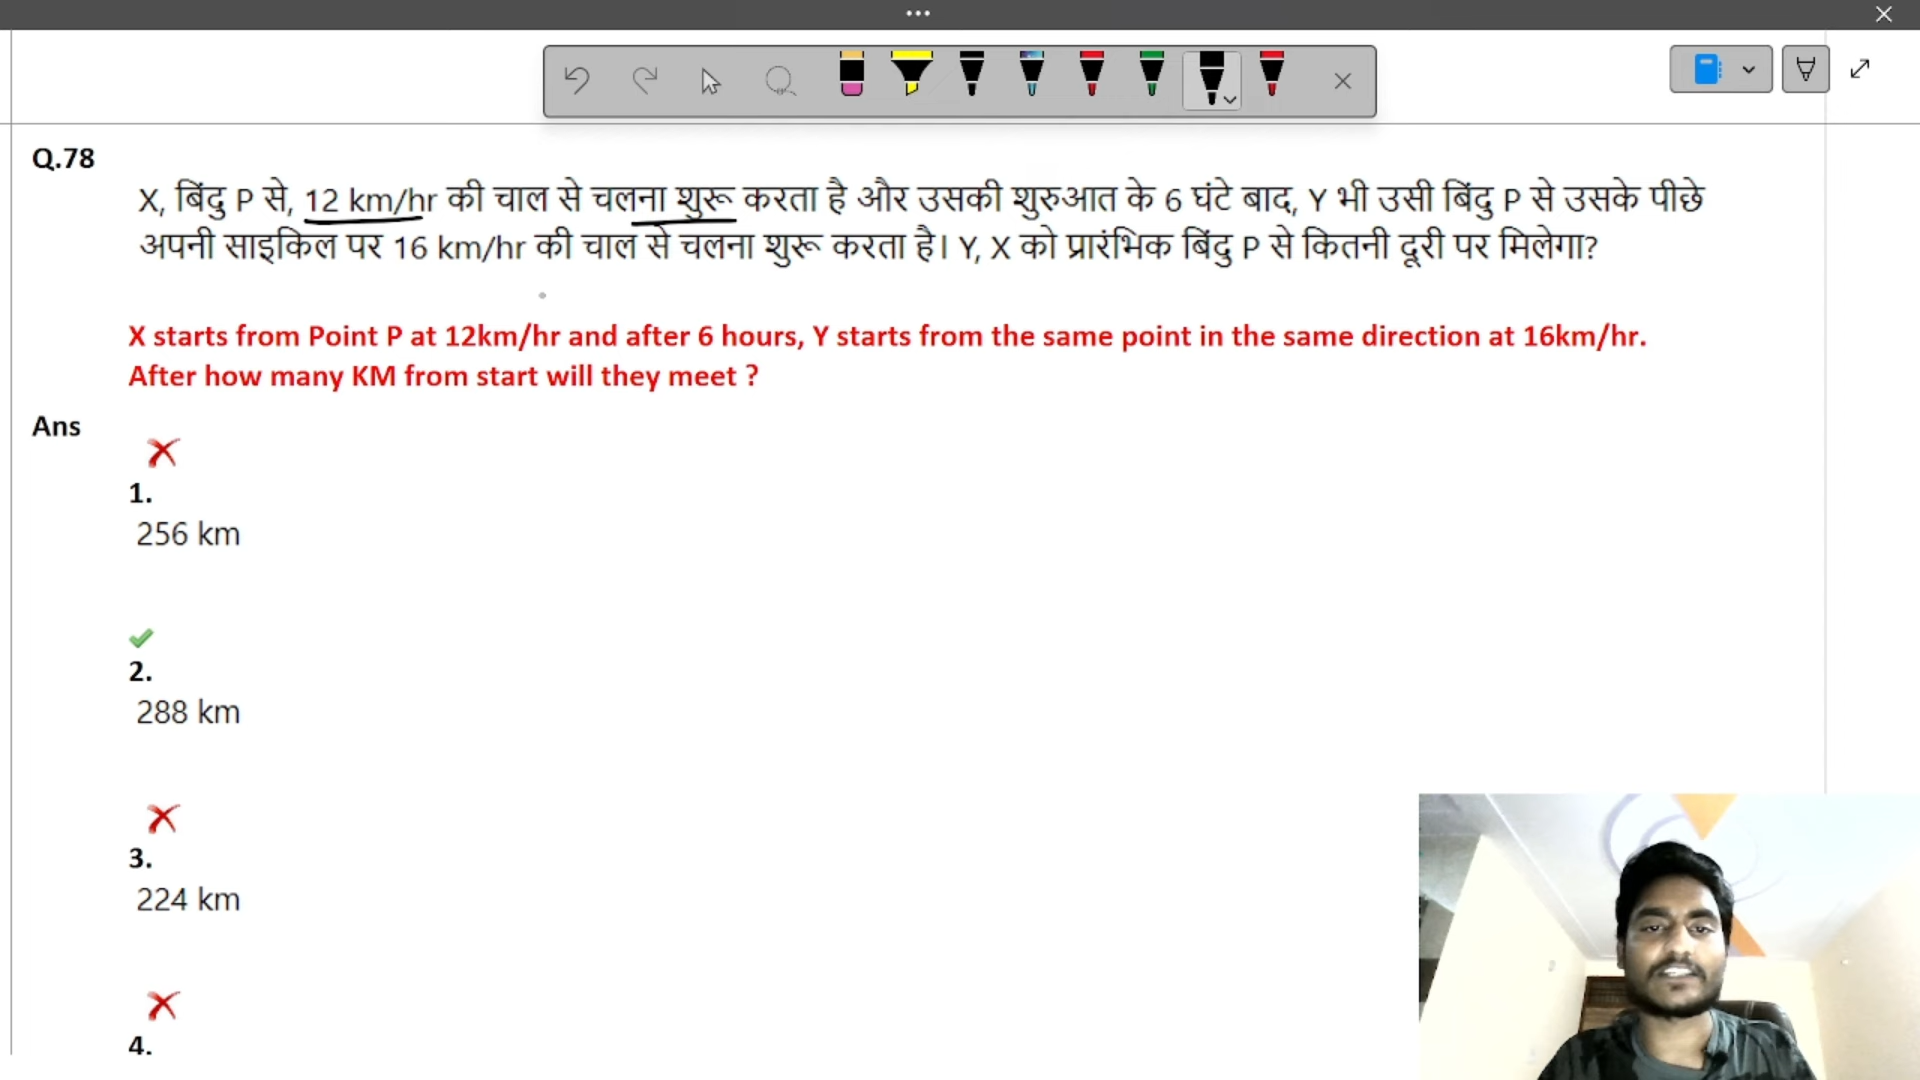 Q.78
X, बिंदु P से, 12 km/hr की चाल से चलना शुरू करता है और उसकी शुरुआत के 6 घंटे बाद, Y भी उसी बिंदु P से उसके पीछे
अपनी साइकिल पर 16 km/hr की चाल से चलना शुरू करता है। Y, X को प्रारंभिक बिंदु P से कितनी दूरी पर मिलेगा?
X starts from Point P at 12km/hr and after 6 hours, Y starts from the same point in the same direction at 16km/hr.
After how many KM from start will they meet ?
Ans
1.
256 km
2.
288 km
3.
224 km
4.